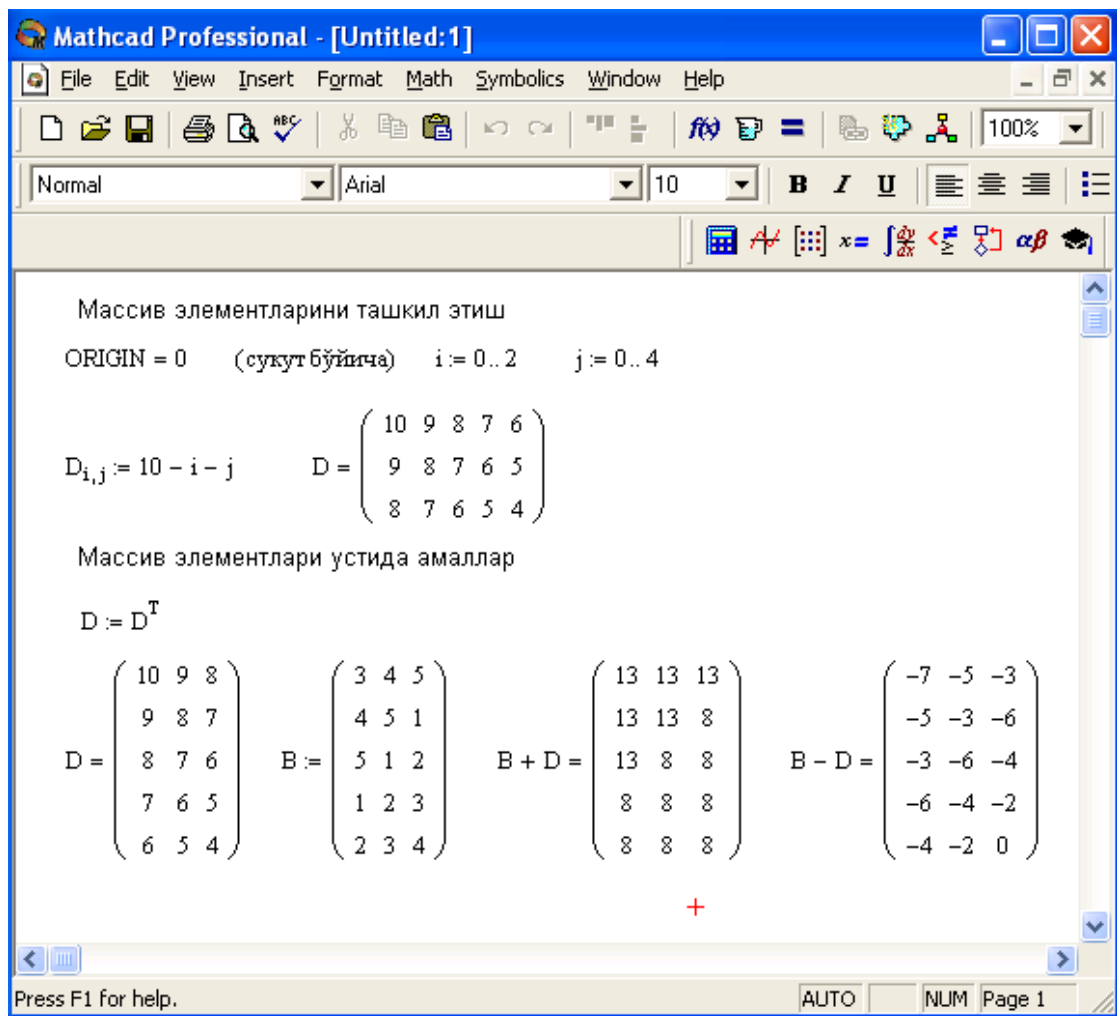 Mathcad Professional - [Untitled:1]
File Edit View Insert Format Math Symbolics Window Help
100%
Normal Arial 10 B I U
x= αβ
Массив элементларини ташкил этиш
ORIGIN = 0 (сукут бўйича) i := 0.. 2 j := 0.. 4
10 9 8 7 6
D i,j := 10 − i − j D = 9 8 7 6 5
8 7 6 5 4
Массив элементлари устида амаллар
D := D^T
10 9 8 3 4 5 13 13 13 −7 −5 −3
9 8 7 4 5 1 13 13 8 −5 −3 −6
D = 8 7 6 B := 5 1 2 B + D = 13 8 8 B − D = −3 −6 −4
7 6 5 1 2 3 8 8 8 −6 −4 −2
6 5 4 2 3 4 8 8 8 −4 −2 0
Press F1 for help. AUTO NUM Page 1